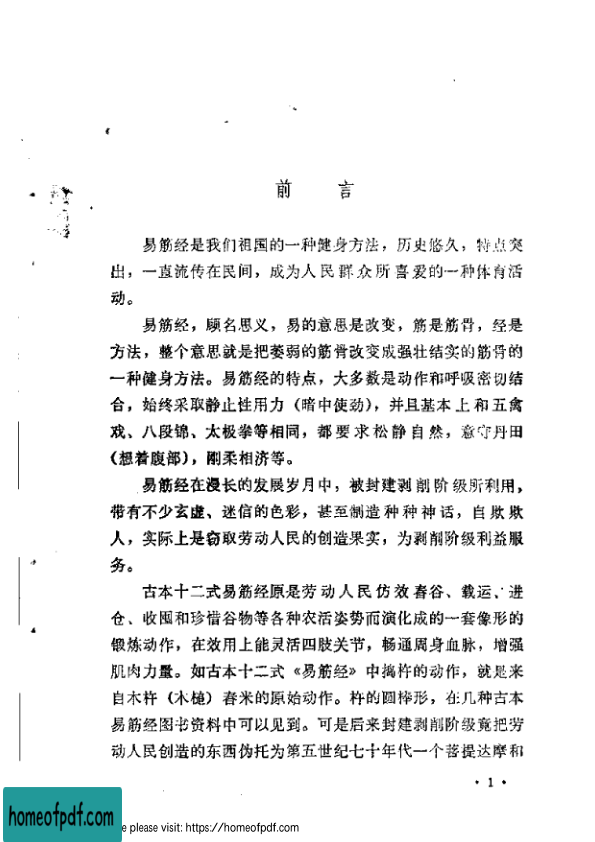 前 言
易筋经是我们祖国的一种健身方法，历史悠久，特点突
出，一直流传在民间，成为人民群众所喜爱的一种体育活
动。
易筋经，顾名思义，易的意思是改变，筋是筋骨，经是
方法，整个意思就是把萎弱的筋骨改变成强壮结实的筋骨的
一种健身方法。易筋经的特点，大多数是动作和呼吸密切结
合，始终采取静止性用力（暗中使劲），并且基本上和五禽
戏、八段锦、太极拳等相同，都要求松静自然，意守丹田
（想着腹部），刚柔相济等。
易筋经在漫长的发展岁月中，被封建剥削阶级所利用，
带有不少玄虚、迷信的色彩，甚至制造种种神话，自欺欺
人，实际上是窃取劳动人民的创造果实，为剥削阶级利益服
务。
古本十二式易筋经原是劳动人民仿效舂谷、载运、进
仓、收囤和珍惜谷物等各种农活姿势而演化成的一套像形的
锻炼动作，在效用上能灵活四肢关节，畅通周身血脉，增强
肌肉力量。如古本十二式《易筋经》中捣杵的动作，就是来
自木杵（木槌）舂米的原始动作。杵的圆棒形，在几种古本
易筋经图书资料中可以见到。可是后来封建剥削阶级竟把劳
动人民创造的东西伪托为第五世纪七十年代一个菩提达摩和
• 1 •
homeofpdf.com
e please visit: https://homeofpdf.com